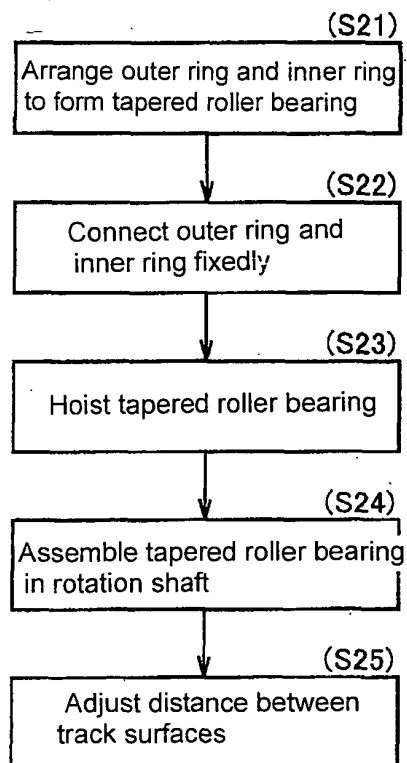 (S21)
Arrange outer ring and inner ring
to form tapered roller bearing
(S22)
Connect outer ring and
inner ring fixedly
(S23)
Hoist tapered roller bearing
(S24)
Assemble tapered roller bearing
in rotation shaft
(S25)
Adjust distance between
track surfaces